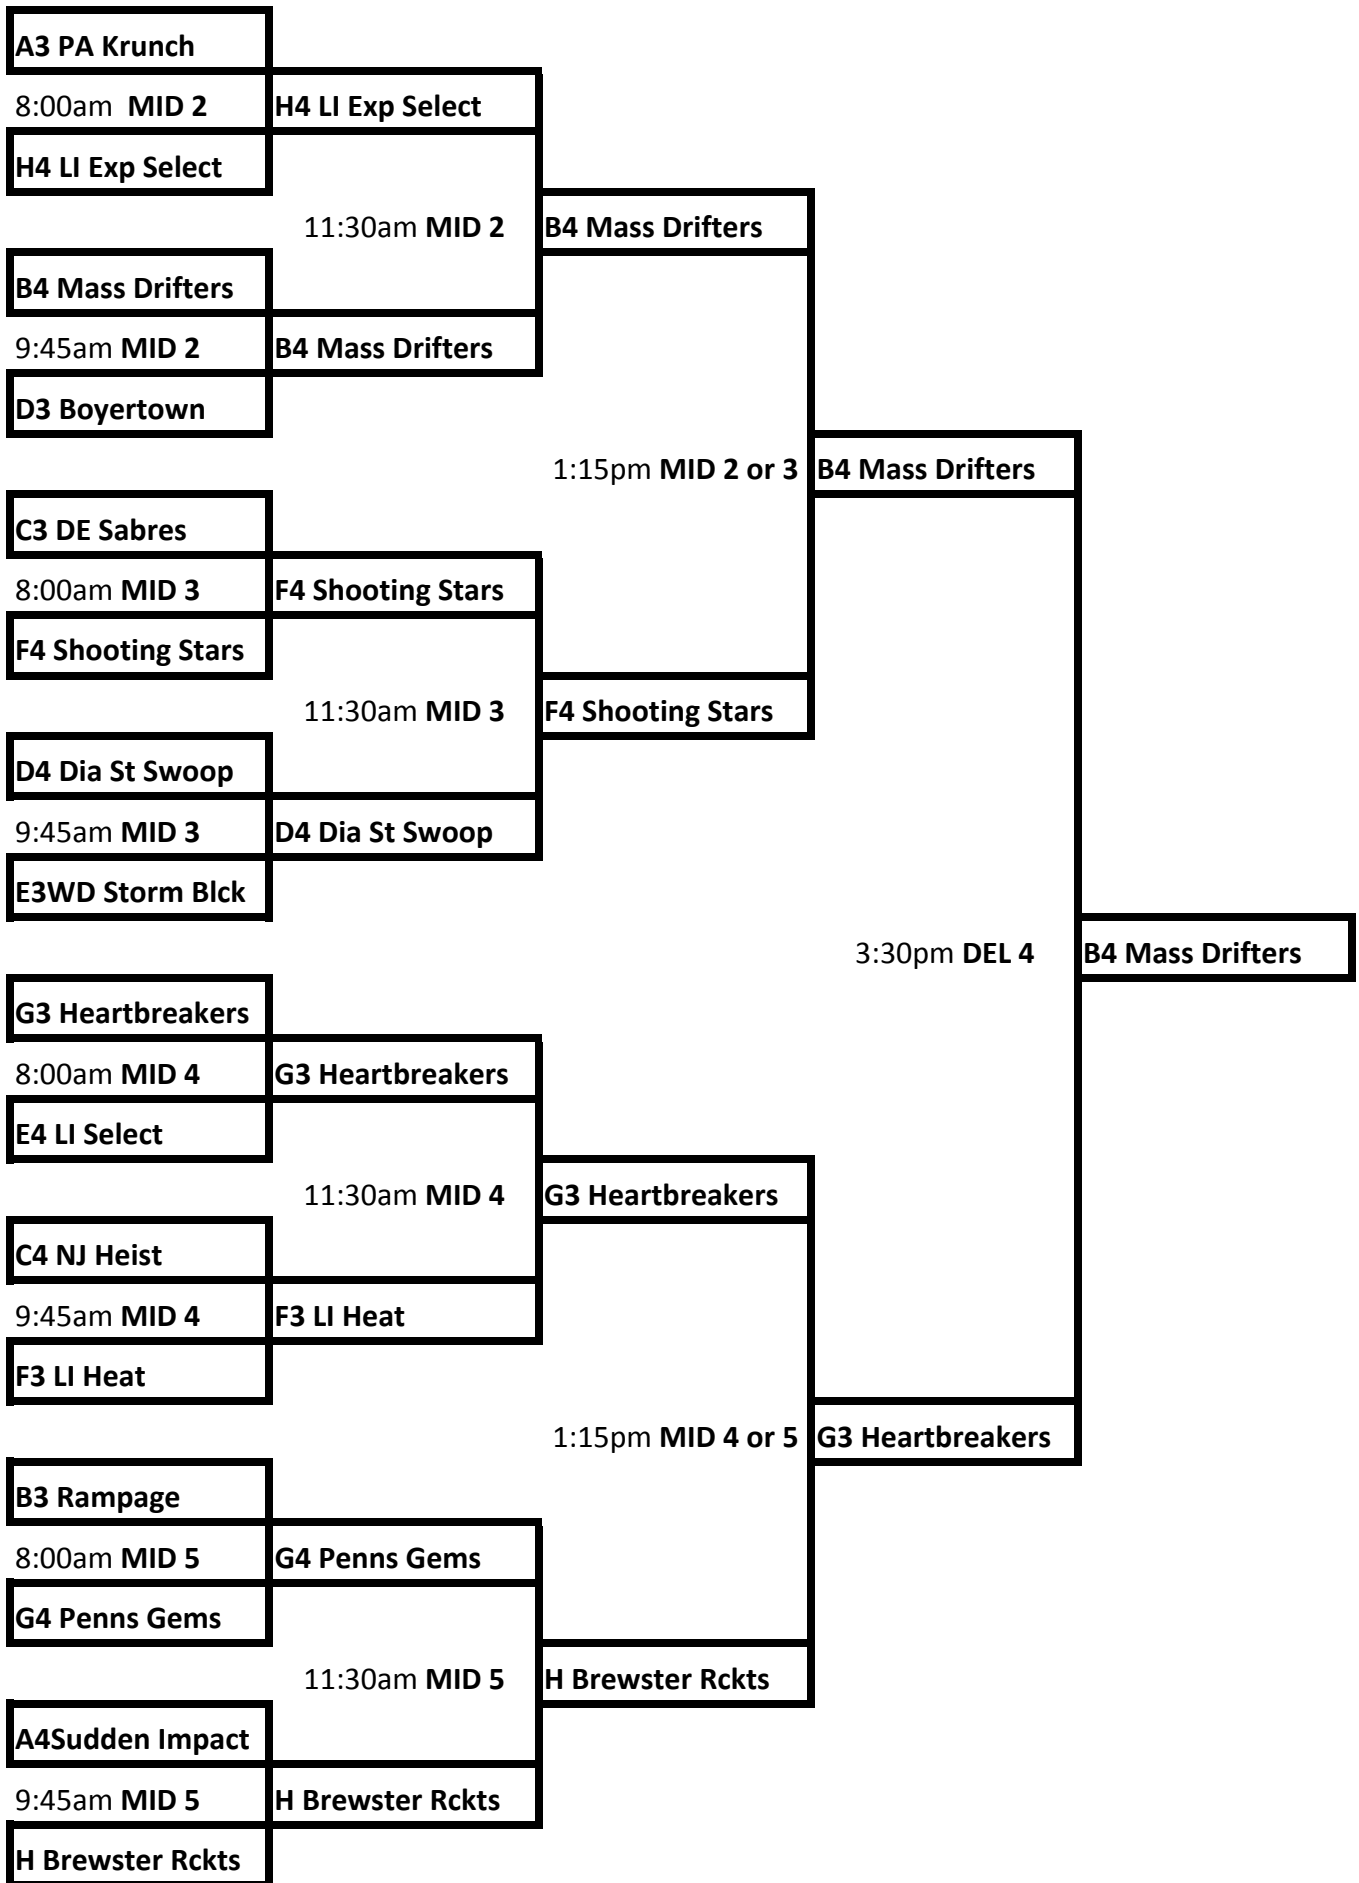 A3 PA Krunch
8:00am MID 2
H4 LI Exp Select
H4 LI Exp Select
11:30am MID 2
B4 Mass Drifters
B4 Mass Drifters
9:45am MID 2
B4 Mass Drifters
D3 Boyertown
1:15pm MID 2 or 3
B4 Mass Drifters
C3 DE Sabres
8:00am MID 3
F4 Shooting Stars
F4 Shooting Stars
11:30am MID 3
F4 Shooting Stars
D4 Dia St Swoop
9:45am MID 3
D4 Dia St Swoop
E3WD Storm Blck
3:30pm DEL 4
B4 Mass Drifters
G3 Heartbreakers
8:00am MID 4
G3 Heartbreakers
E4 LI Select
11:30am MID 4
G3 Heartbreakers
C4 NJ Heist
9:45am MID 4
F3 LI Heat
F3 LI Heat
1:15pm MID 4 or 5
G3 Heartbreakers
B3 Rampage
8:00am MID 5
G4 Penns Gems
G4 Penns Gems
11:30am MID 5
H Brewster Rckts
A4Sudden Impact
9:45am MID 5
H Brewster Rckts
H Brewster Rckts